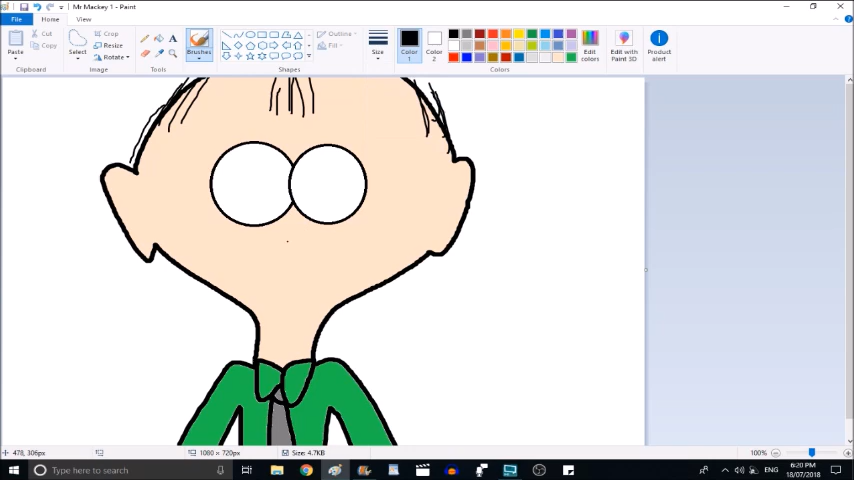 Mr Mackey 1 - Paint
File Home View
Paste
Cut
Copy
Clipboard
Select
Crop
Resize
Rotate
Image
A
Tools
Brushes
Outline
Fill
Shapes
Size
Color 1
Color 2
Edit colors
Colors
Edit with Paint 3D
Product alert
478, 306px
1080 × 720px
Size: 4.7KB
100%
Type here to search
ENG
6:20 PM
18/07/2018